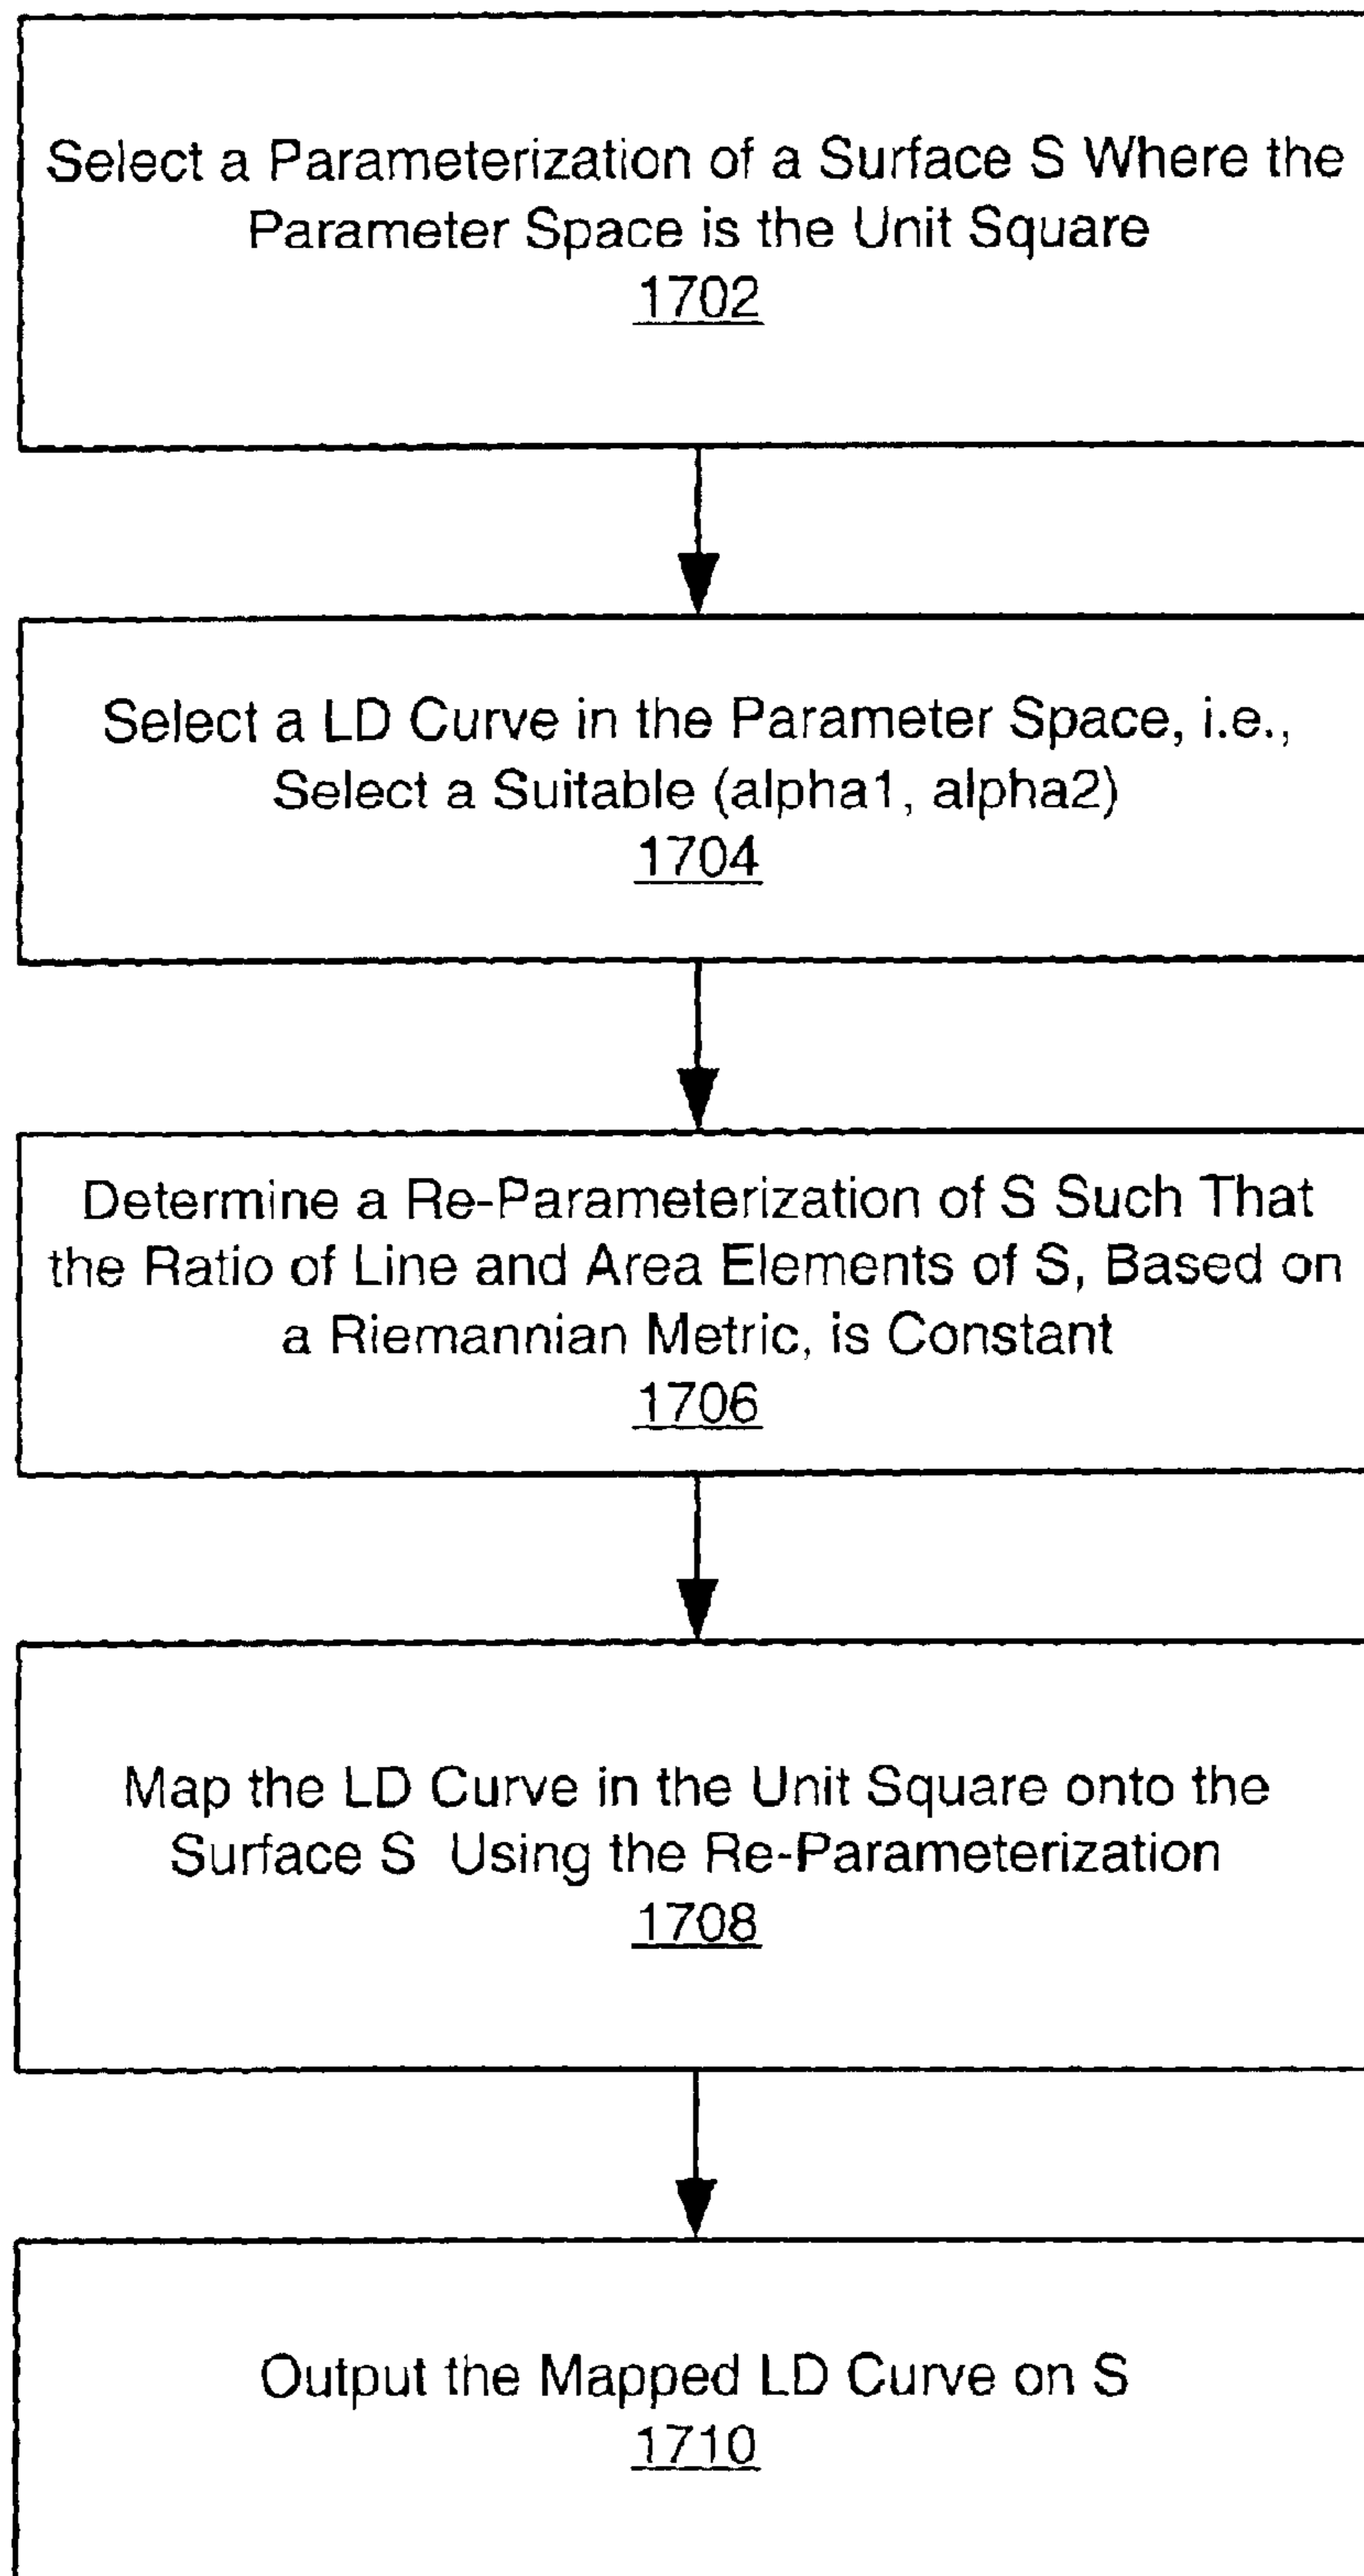 Select a Parameterization of a Surface S Where the
Parameter Space is the Unit Square
1702
Select a LD Curve in the Parameter Space, i.e.,
Select a Suitable (alpha1, alpha2)
1704
Determine a Re-Parameterization of S Such That
the Ratio of Line and Area Elements of S, Based on
a Riemannian Metric, is Constant
1706
Map the LD Curve in the Unit Square onto the
Surface S Using the Re-Parameterization
1708
Output the Mapped LD Curve on S
1710